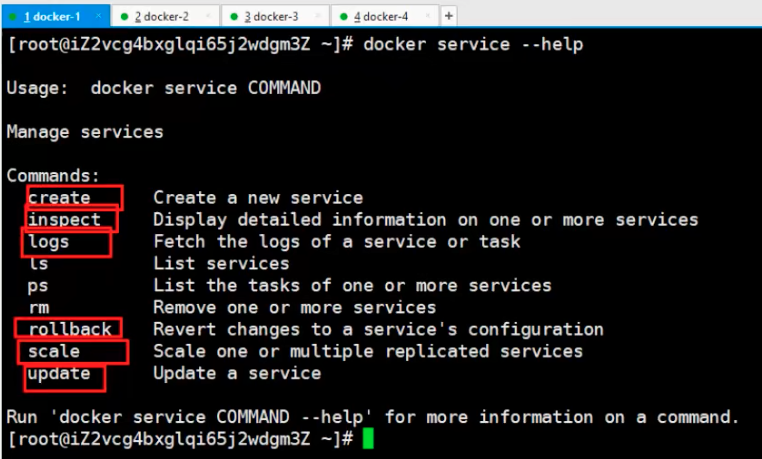 1 docker-1 × 2 docker-2 × 3 docker-3 × 4 docker-4 × +
[root@iZ2vcg4bxglqi65j2wdgm3Z ~]# docker service --help
Usage:  docker service COMMAND
Manage services
Commands:
create      Create a new service
inspect     Display detailed information on one or more services
logs        Fetch the logs of a service or task
ls          List services
ps          List the tasks of one or more services
rm          Remove one or more services
rollback    Revert changes to a service's configuration
scale       Scale one or multiple replicated services
update      Update a service
Run 'docker service COMMAND --help' for more information on a command.
[root@iZ2vcg4bxglqi65j2wdgm3Z ~]#